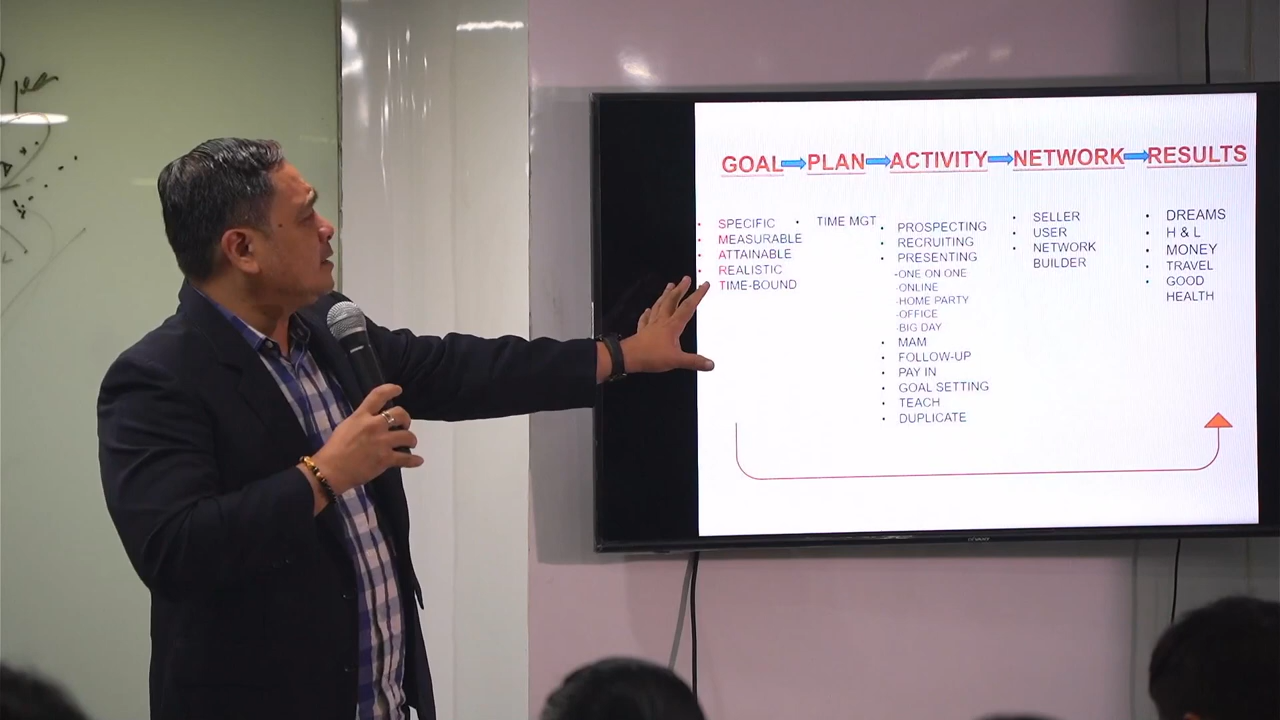 GOAL PLAN ACTIVITY NETWORK RESULTS
• SPECIFIC
• MEASURABLE
• ATTAINABLE
• REALISTIC
• TIME-BOUND
• TIME MGT
• PROSPECTING
• RECRUITING
• PRESENTING
-ONE ON ONE
-ONLINE
-HOME PARTY
-OFFICE
-BIG DAY
• MAM
• FOLLOW-UP
• PAY IN
• GOAL SETTING
• TEACH
• DUPLICATE
• SELLER
• USER
• NETWORK
BUILDER
• DREAMS
• H & L
• MONEY
• TRAVEL
• GOOD
HEALTH